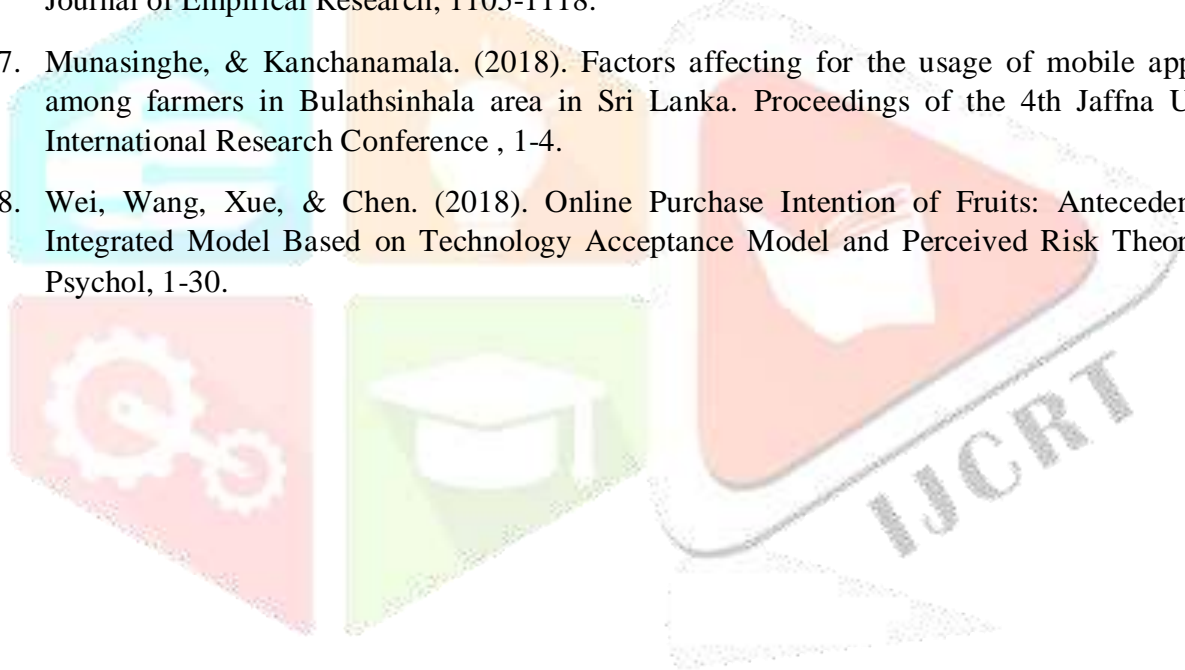 Journal of Empirical Research, 1105-1118.
7. Munasinghe, & Kanchanamala. (2018). Factors affecting for the usage of mobile app
among farmers in Bulathsinhala area in Sri Lanka. Proceedings of the 4th Jaffna U
International Research Conference , 1-4.
8. Wei, Wang, Xue, & Chen. (2018). Online Purchase Intention of Fruits: Anteceden
Integrated Model Based on Technology Acceptance Model and Perceived Risk Theor
Psychol, 1-30.
IJCRT